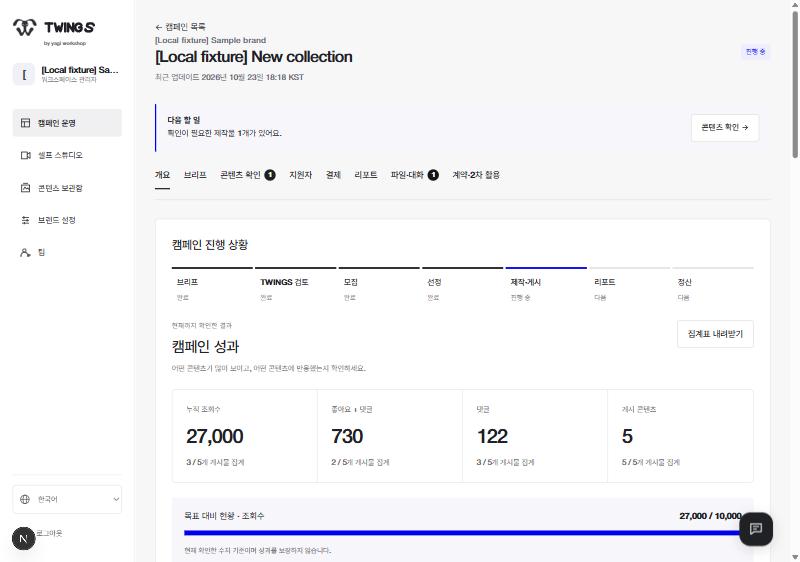 TWINGS
by yagi workshop
[
[Local fixture] Sa...
워크스페이스 관리자
캠페인 운영
셀프 스튜디오
콘텐츠 보관함
브랜드 설정
팀
한국어
로그아웃
N
← 캠페인 목록
[Local fixture] Sample brand
[Local fixture] New collection
최근 업데이트 2026년 10월 23일 18:18 KST
진행 중
다음 할 일
확인이 필요한 제작물 1개가 있어요.
콘텐츠 확인 →
개요 브리프 콘텐츠 확인 1 지원자 결제 리포트 파일·대화 1 계약·2차 활용
캠페인 진행 상황
브리프 TWINGS 검토 모집 선정 제작·게시 리포트 정산
완료 완료 완료 완료 진행 중 다음 다음
현재까지 확인한 결과
캠페인 성과
어떤 콘텐츠가 많이 보이고, 어떤 콘텐츠에 반응했는지 확인하세요.
집계표 내려받기
누적 조회수 좋아요 + 댓글 댓글 게시 콘텐츠
27,000 730 122 5
3 / 5개 게시물 집계 2 / 5개 게시물 집계 3 / 5개 게시물 집계 5 / 5개 게시물 집계
목표 대비 현황 · 조회수 27,000 / 10,000
현재 확인한 수치 기준이며 성과를 보장하지 않습니다.